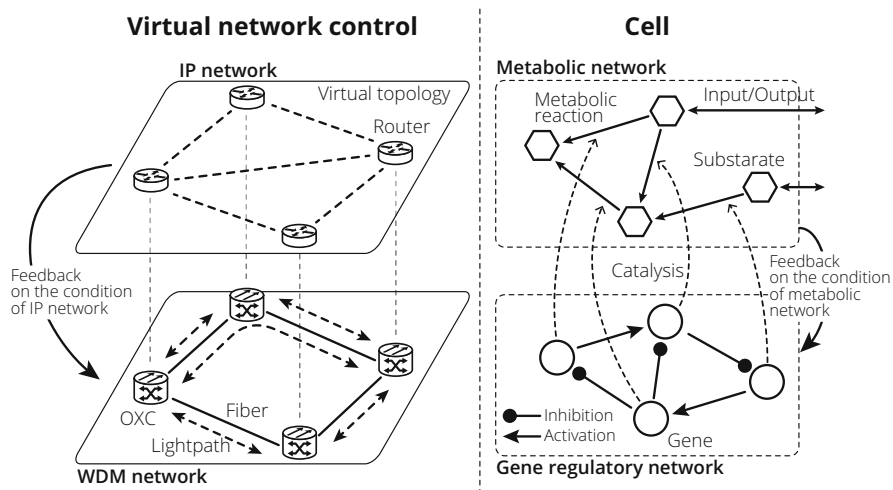 Virtual network control
IP network
Virtual topology
Router
Feedback
on the condition
of IP network
OXC
Fiber
Lightpath
WDM network
Cell
Metabolic network
Metabolic
reaction
Input/Output
Substarate
Catalysis
Feedback
on the condition
of metabolic
network
Inhibition
Activation
Gene
Gene regulatory network